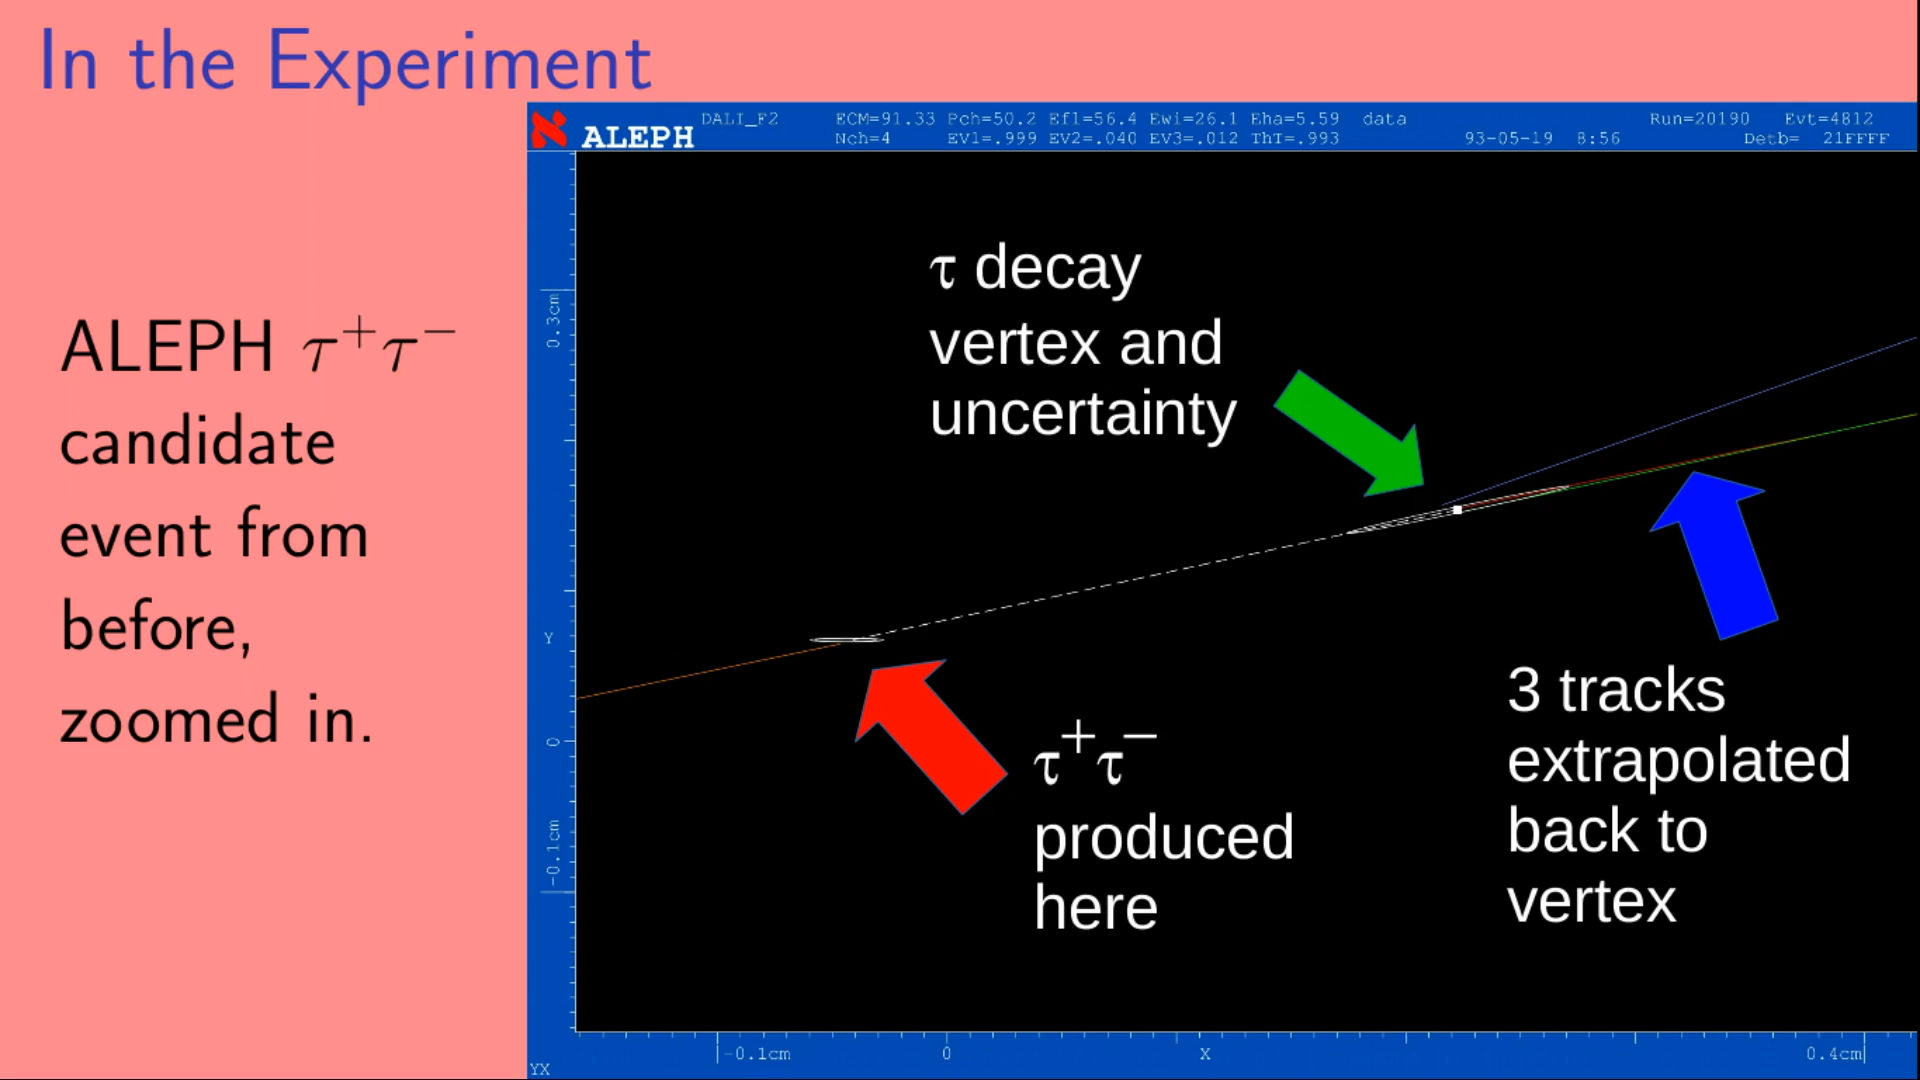 In the Experiment
ALEPH τ⁺τ⁻
candidate
event from
before,
zoomed in.
ALEPH
DALI_F2
ECM=91.33 Pch=50.2 Efl=56.4 Ewi=26.1 Eha=5.59 data
Nch=4 EV1=.999 EV2=.040 EV3=.012 ThT=.993
Run=20190 Evt=4812
93-05-19 8:56 Detb= 21FFFF
τ decay
vertex and
uncertainty
τ⁺τ⁻
produced
here
3 tracks
extrapolated
back to
vertex
0.3cm
Y
0
-0.1cm
YX
-0.1cm
0
X
0.4cm